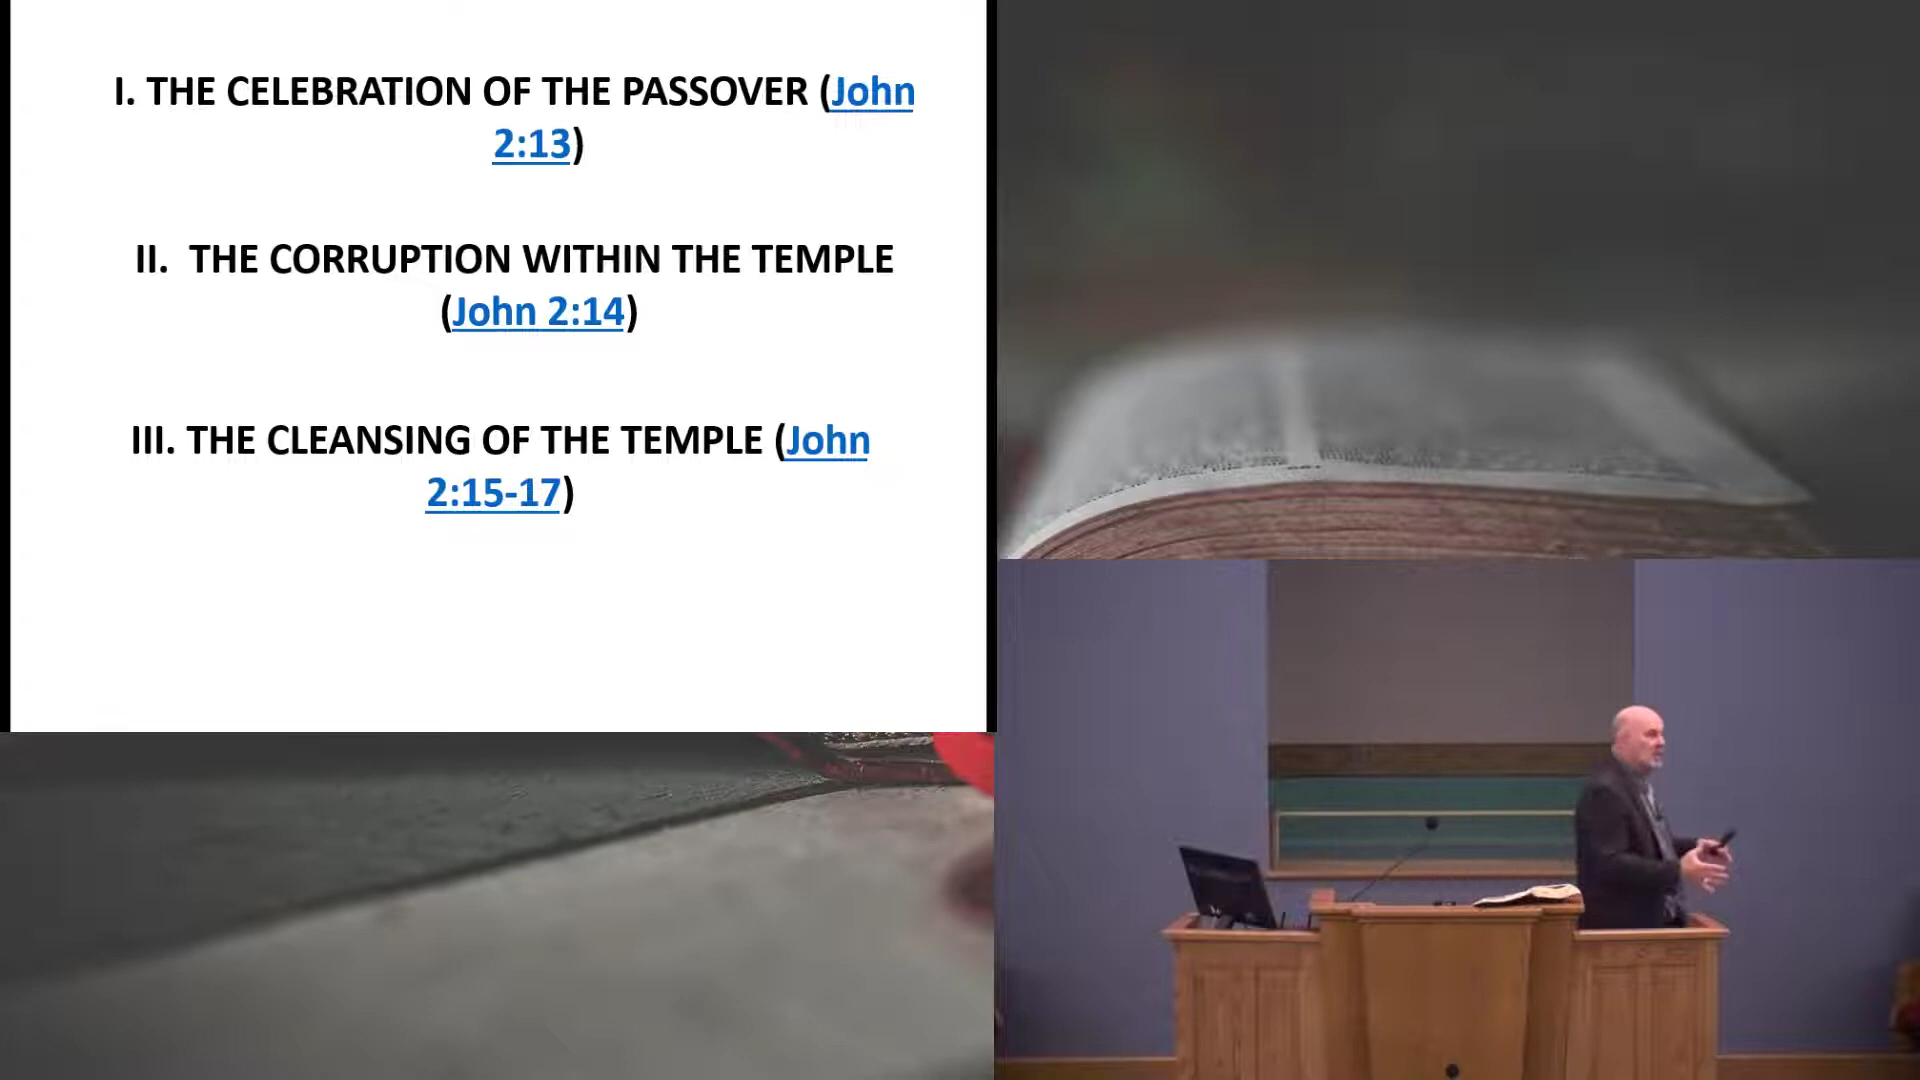 I. THE CELEBRATION OF THE PASSOVER (John
2:13)
II. THE CORRUPTION WITHIN THE TEMPLE
(John 2:14)
III. THE CLEANSING OF THE TEMPLE (John
2:15-17)